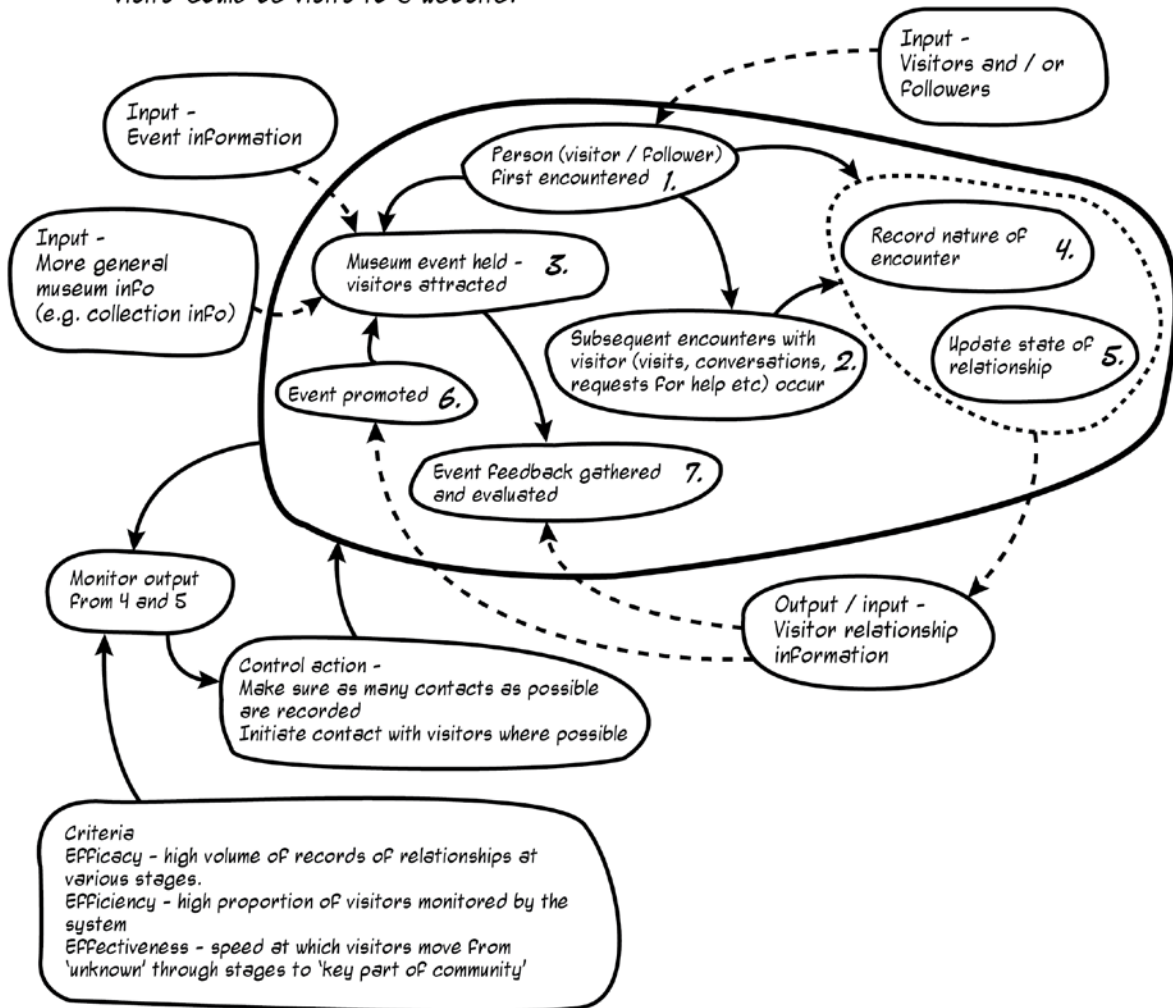 Input -
Visitors and / or
Followers
Input -
Event information
Person (visitor / follower)
first encountered 1.
Input -
More general
museum info
(e.g. collection info)
Record nature of
encounter 4.
Museum event held -
visitors attracted 3.
Subsequent encounters with
visitor (visits, conversations, 2.
requests for help etc) occur
Update state of
relationship 5.
Event promoted 6.
Event feedback gathered
and evaluated 7.
Monitor output
from 4 and 5
Output / input -
Visitor relationship
information
Control action -
Make sure as many contacts as possible
are recorded
Initiate contact with visitors where possible
Criteria
Efficacy - high volume of records of relationships at
various stages.
Efficiency - high proportion of visitors monitored by the
system
Effectiveness - speed at which visitors move from
'unknown' through stages to 'key part of community'